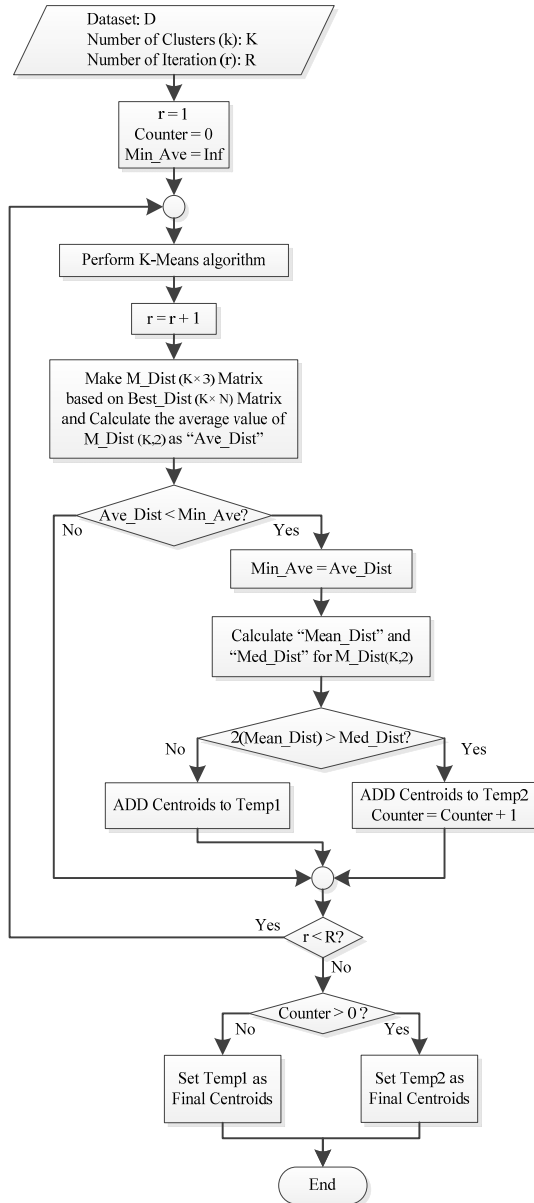 Dataset: D
Number of Clusters (k): K
Number of Iteration (r): R
r = 1
Counter = 0
Min_Ave = Inf
Perform K-Means algorithm
r = r + 1
Make M_Dist (K×3) Matrix
based on Best_Dist (K×N) Matrix
and Calculate the average value of
M_Dist (K,2) as “Ave_Dist”
Ave_Dist < Min_Ave?
No
Yes
Min_Ave = Ave_Dist
Calculate “Mean_Dist” and
“Med_Dist” for M_Dist(K,2)
2(Mean_Dist) > Med_Dist?
No
Yes
ADD Centroids to Temp1
ADD Centroids to Temp2
Counter = Counter + 1
Yes
r < R?
No
Counter > 0 ?
No
Yes
Set Temp1 as
Final Centroids
Set Temp2 as
Final Centroids
End